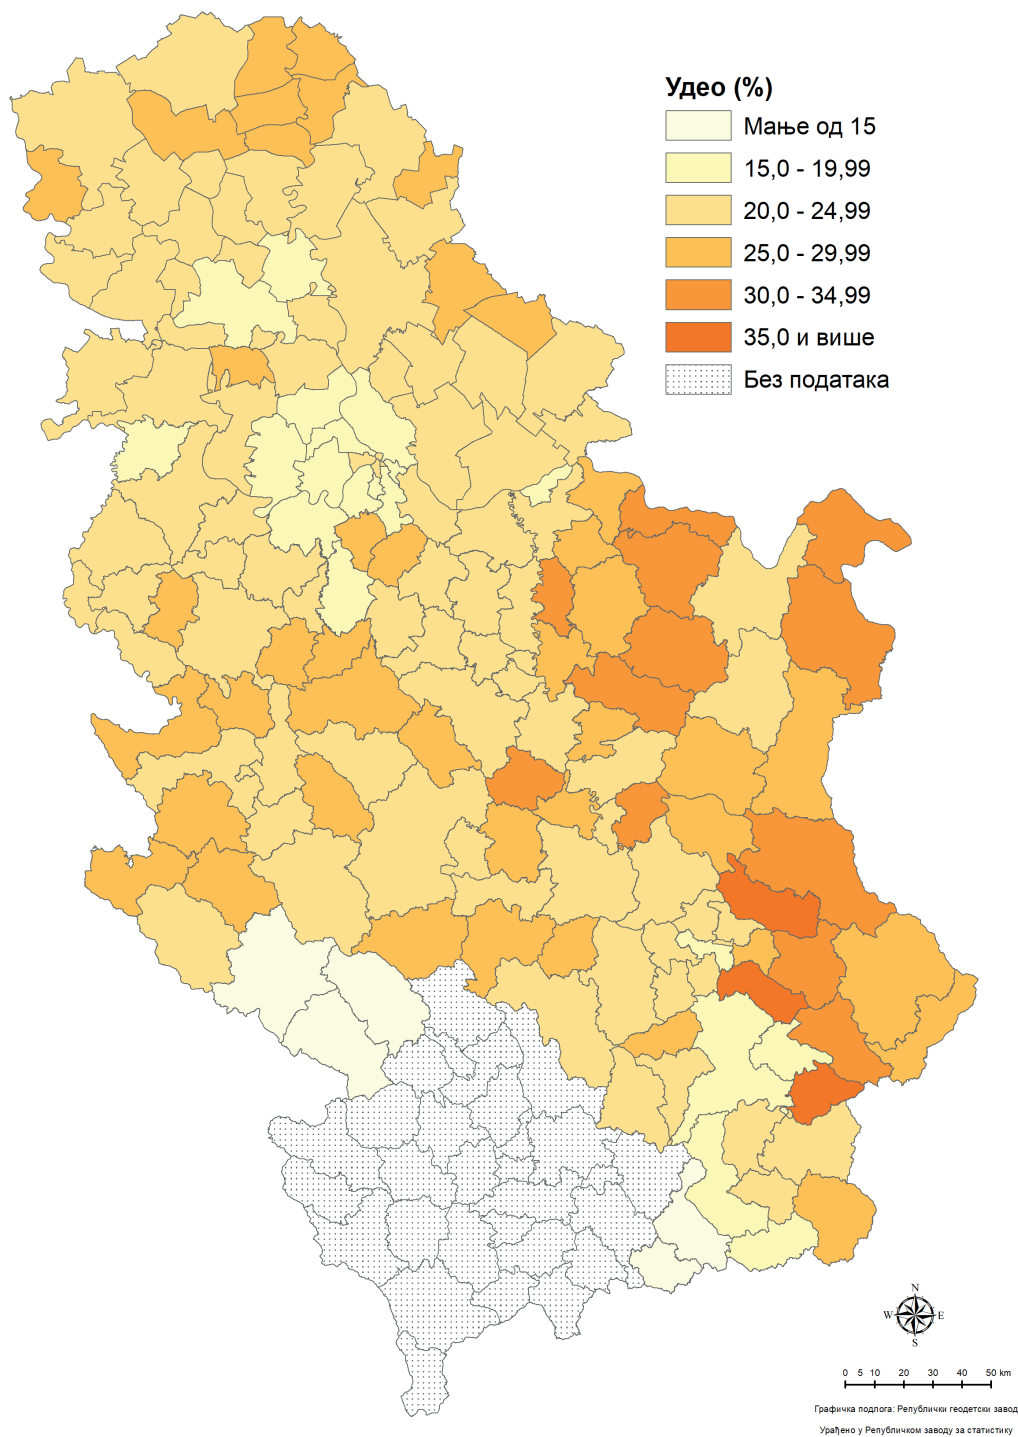 Удео (%)
Мање од 15
15,0 - 19,99
20,0 - 24,99
25,0 - 29,99
30,0 - 34,99
35,0 и више
Без података
N
W E
S
0 5 10 20 30 40 50 km
Графичка подлога: Републички геодетски завод
Урађено у Републичком заводу за статистику